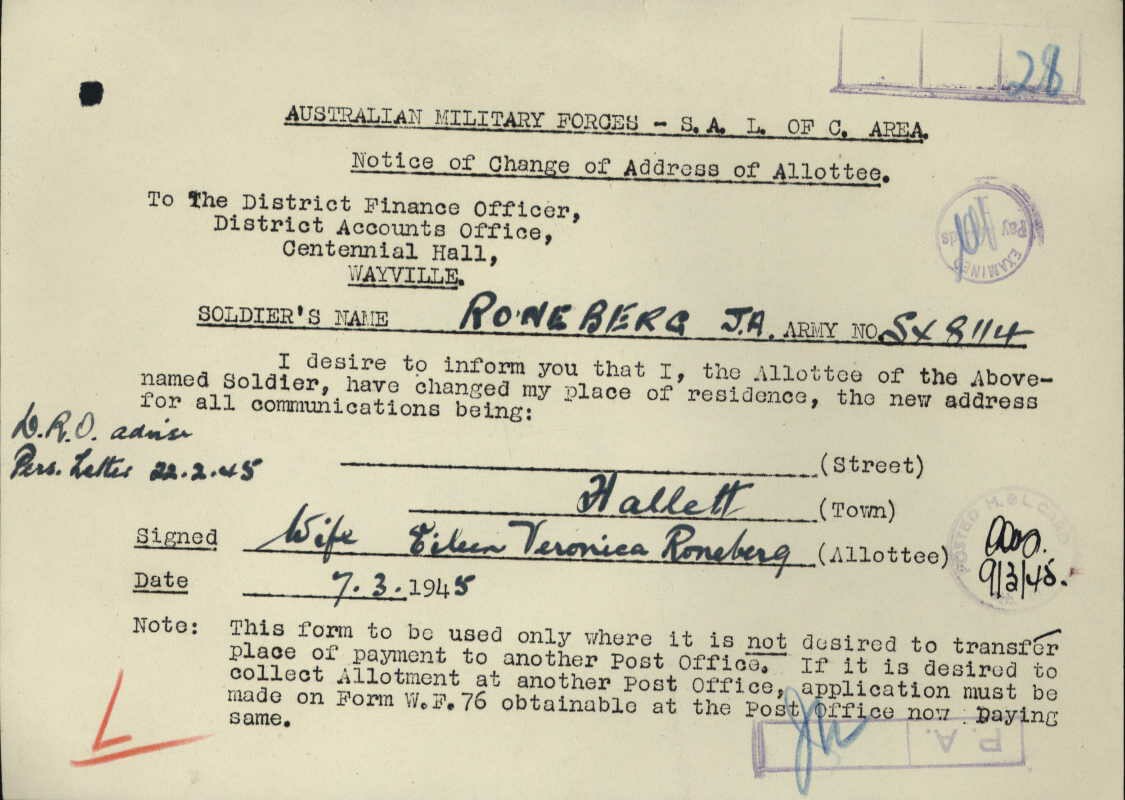 28
AUSTRALIAN MILITARY FORCES - S.A. L. OF C. AREA.
Notice of Change of Address of Allottee.
To The District Finance Officer,
District Accounts Office,
Centennial Hall,
WAYVILLE.
EXAMINED
Pay
SOLDIER'S NAME RONEBERG J.A. ARMY NO. SX 8114
I desire to inform you that I, the Allottee of the Above-
named Soldier, have changed my place of residence, the new address
for all communications being:
D.R.O. advise
Pers. Letter 22.2.45
(Street)
Hallett (Town)
Signed Wife Eileen Veronica Roneberg (Allottee)
POSTED M. & L. CARD
9/3/45.
Date 7.3.1945
Note: This form to be used only where it is not desired to transfer
place of payment to another Post Office. If it is desired to
collect Allotment at another Post Office, application must be
made on Form W.F.76 obtainable at the Post Office now paying
same.
P.A.